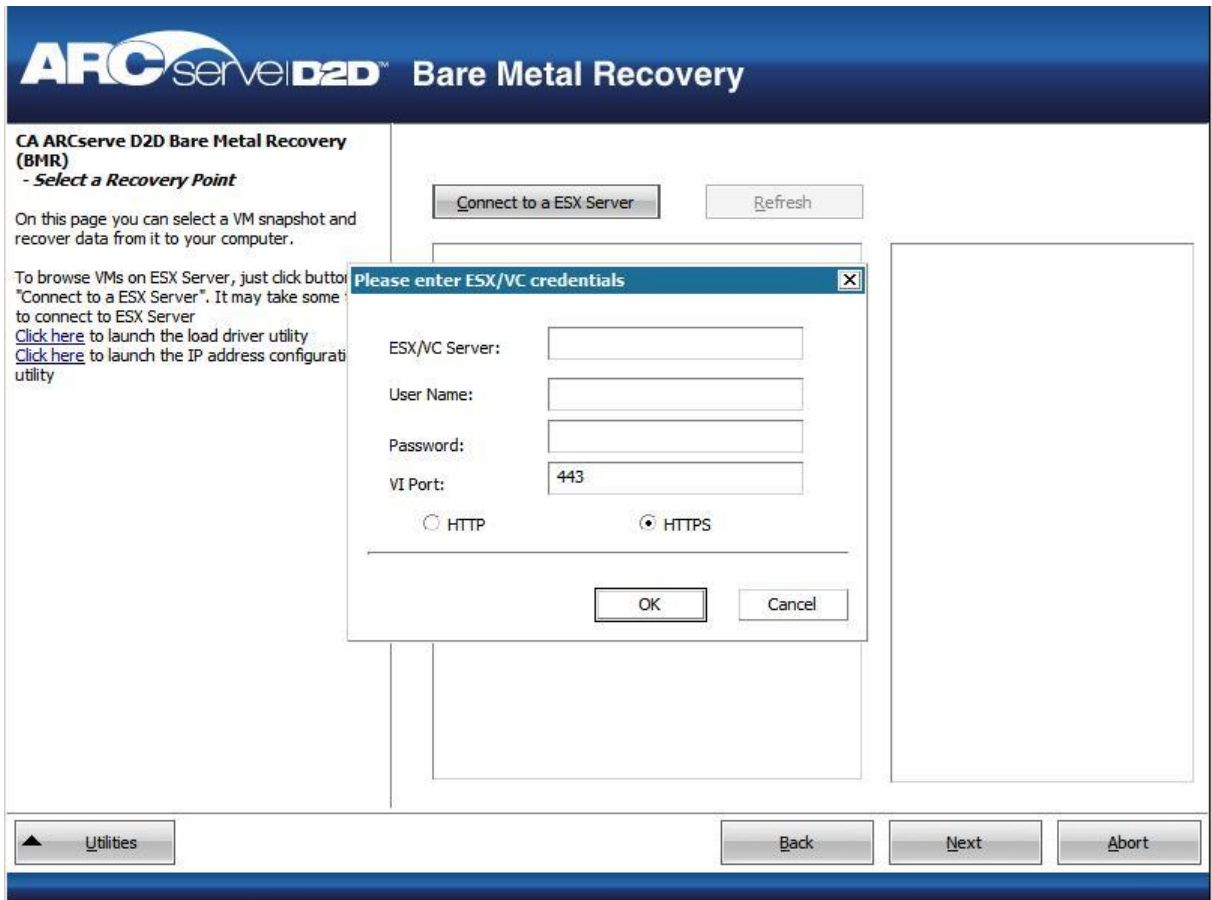 ARCserve D2D™ Bare Metal Recovery
CA ARCserve D2D Bare Metal Recovery
(BMR)
- Select a Recovery Point
On this page you can select a VM snapshot and
recover data from it to your computer.
To browse VMs on ESX Server, just click button
"Connect to a ESX Server". It may take some
to connect to ESX Server
Click here to launch the load driver utility
Click here to launch the IP address configurati
utility
Connect to a ESX Server
Refresh
Please enter ESX/VC credentials
ESX/VC Server:
User Name:
Password:
VI Port:
443
HTTP
HTTPS
OK
Cancel
Utilities
Back
Next
Abort